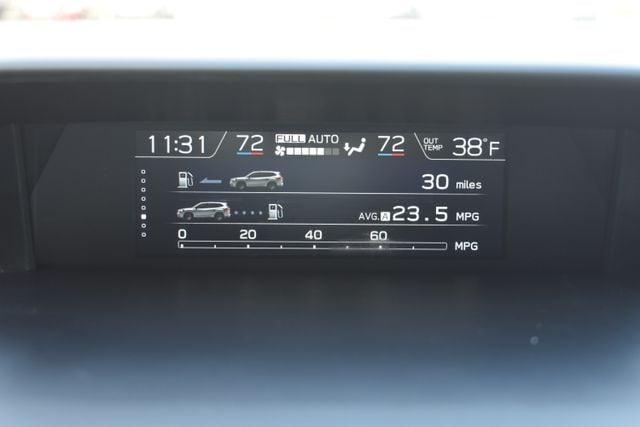 11:31 72 FULL AUTO 72 OUT TEMP 38°F
30 miles
AVG. A 23.5 MPG
0 20 40 60 MPG